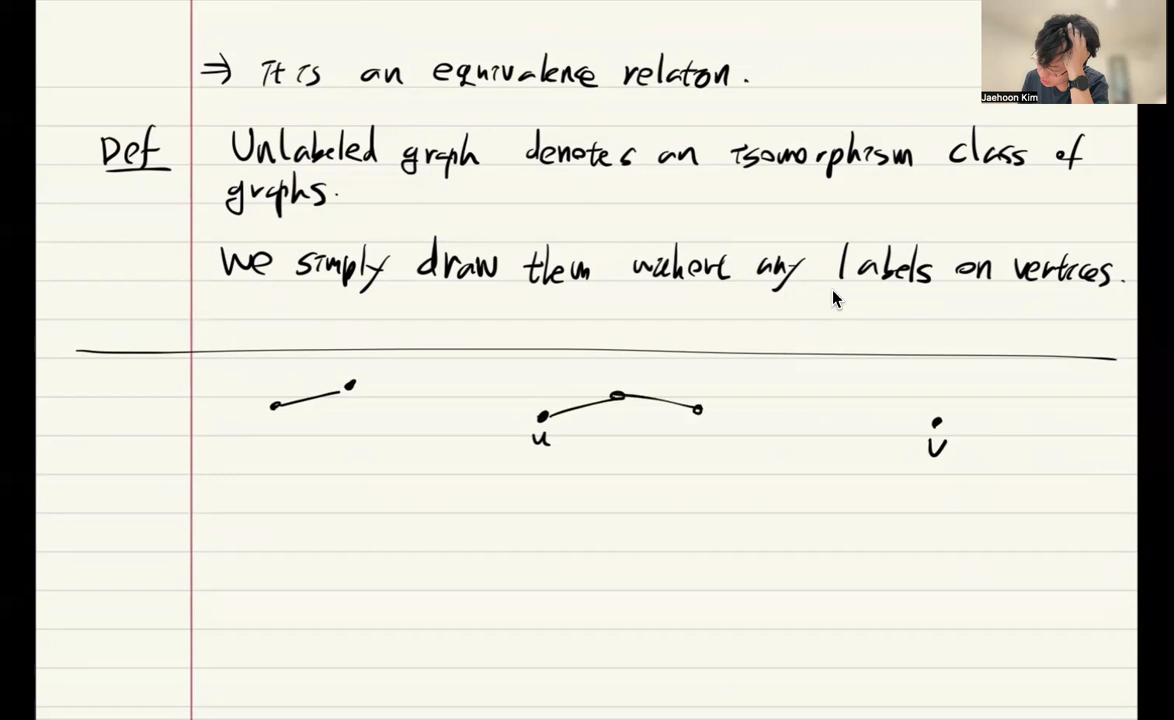 ⇒ It is an equivalence relaton.
Jaehoon Kim
Def Unlabeled graph denotes an isomorphism class of
graphs.
We simply draw them without any labels on vertices.
u
v